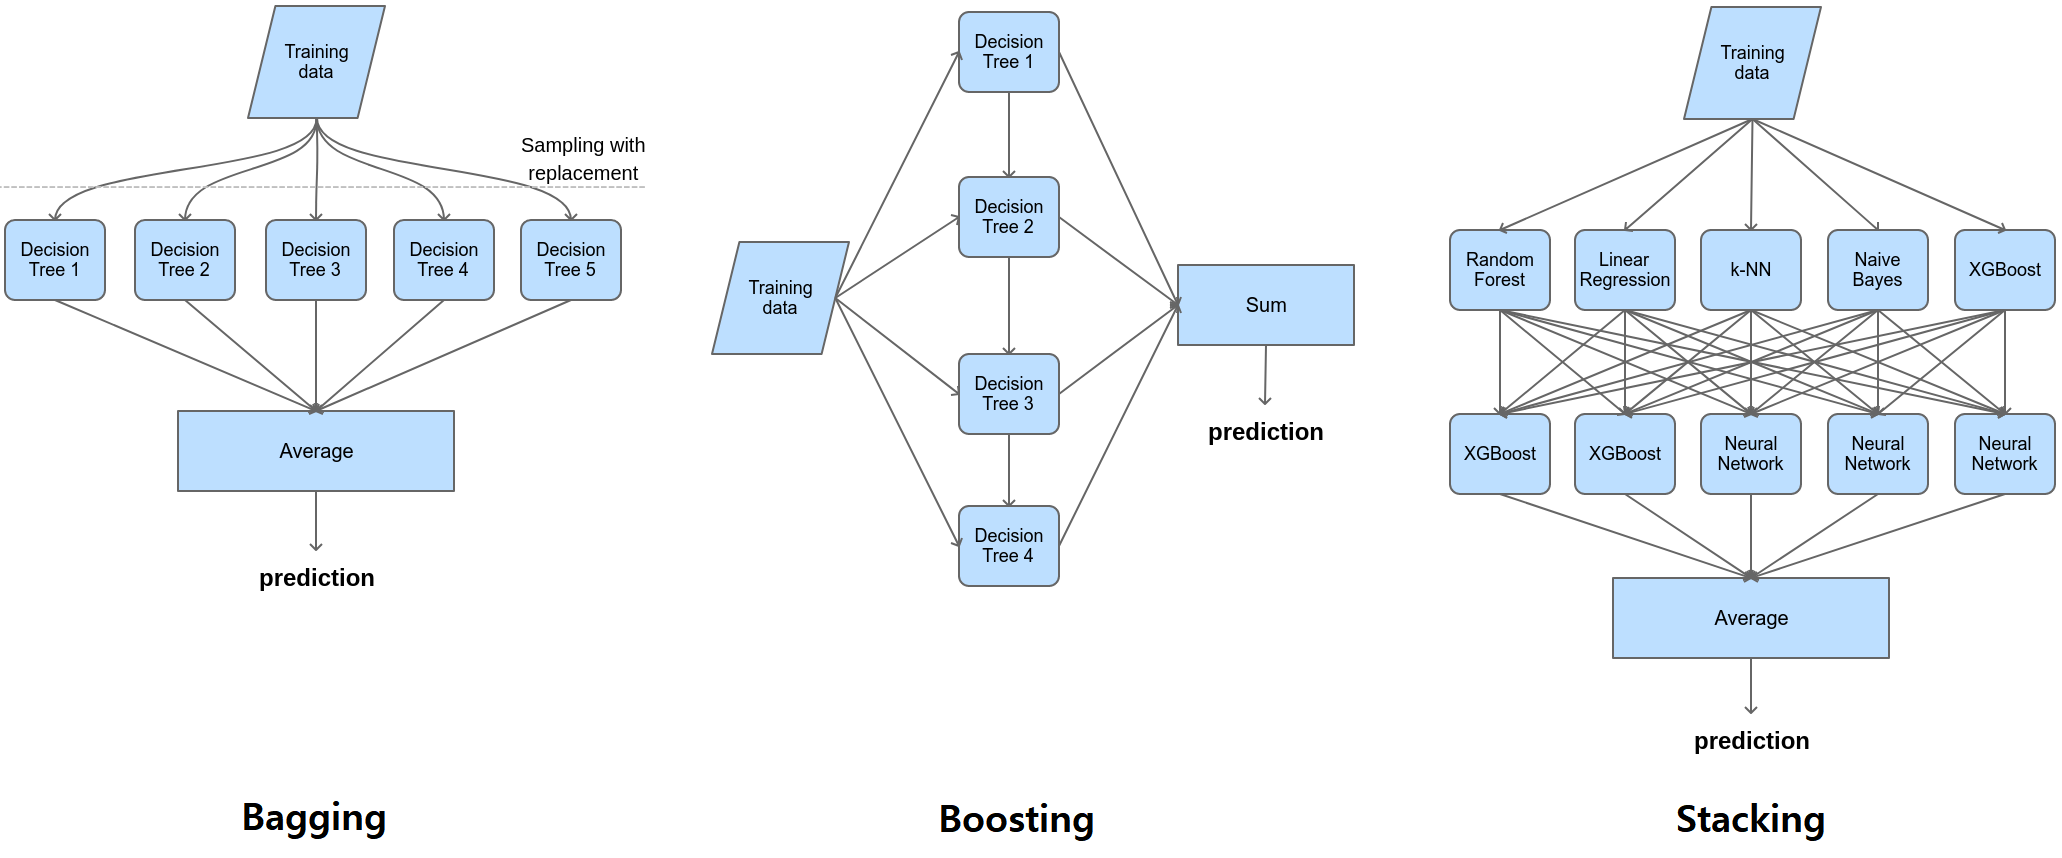 Training
data
Sampling with
replacement
Decision
Tree 1
Decision
Tree 2
Decision
Tree 3
Decision
Tree 4
Decision
Tree 5
Average
prediction
Bagging
Training
data
Decision
Tree 1
Decision
Tree 2
Decision
Tree 3
Decision
Tree 4
Sum
prediction
Boosting
Training
data
Random
Forest
Linear
Regression
k-NN
Naive
Bayes
XGBoost
XGBoost
XGBoost
Neural
Network
Neural
Network
Neural
Network
Average
prediction
Stacking